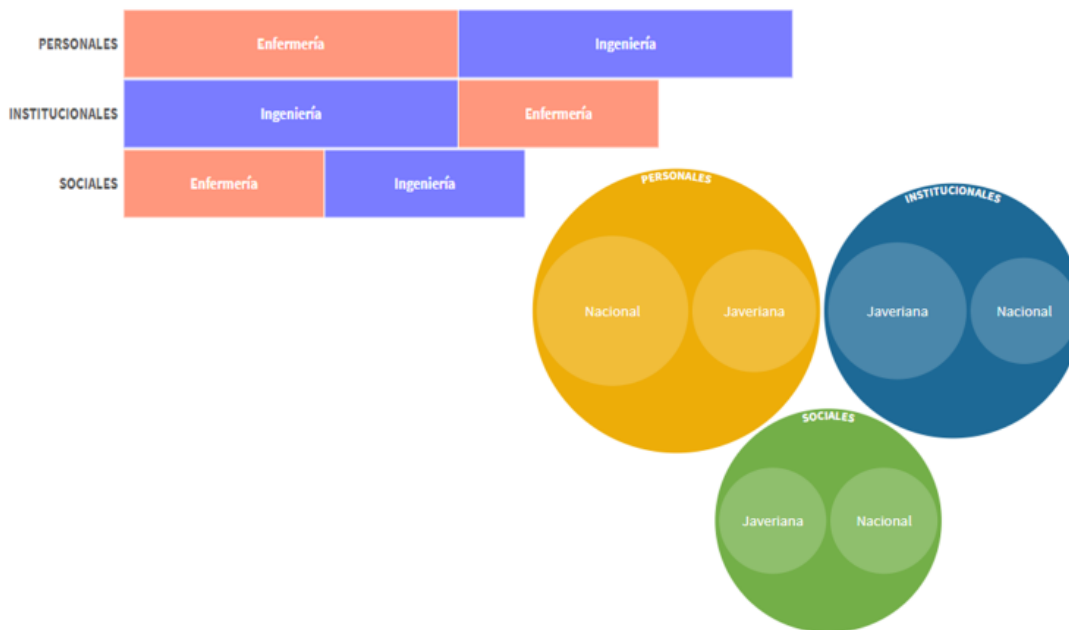 PERSONALES
Enfermería
Ingeniería
INSTITUCIONALES
Ingeniería
Enfermería
SOCIALES
Enfermería
Ingeniería
PERSONALES
Nacional
Javeriana
INSTITUCIONALES
Javeriana
Nacional
SOCIALES
Javeriana
Nacional